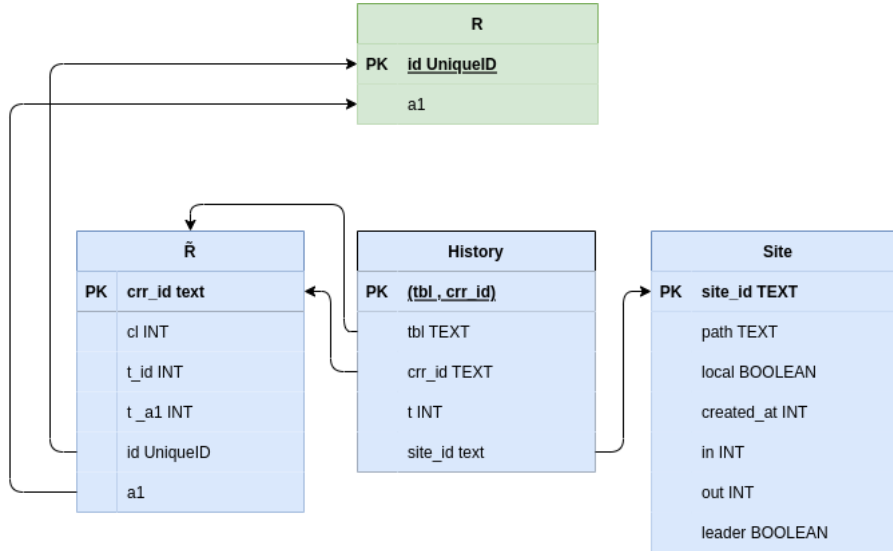 R
PK id UniqueID
a1
R̃
PK crr_id text
cl INT
t_id INT
t _a1 INT
id UniqueID
a1
History
PK (tbl , crr_id)
tbl TEXT
crr_id TEXT
t INT
site_id text
Site
PK site_id TEXT
path TEXT
local BOOLEAN
created_at INT
in INT
out INT
leader BOOLEAN